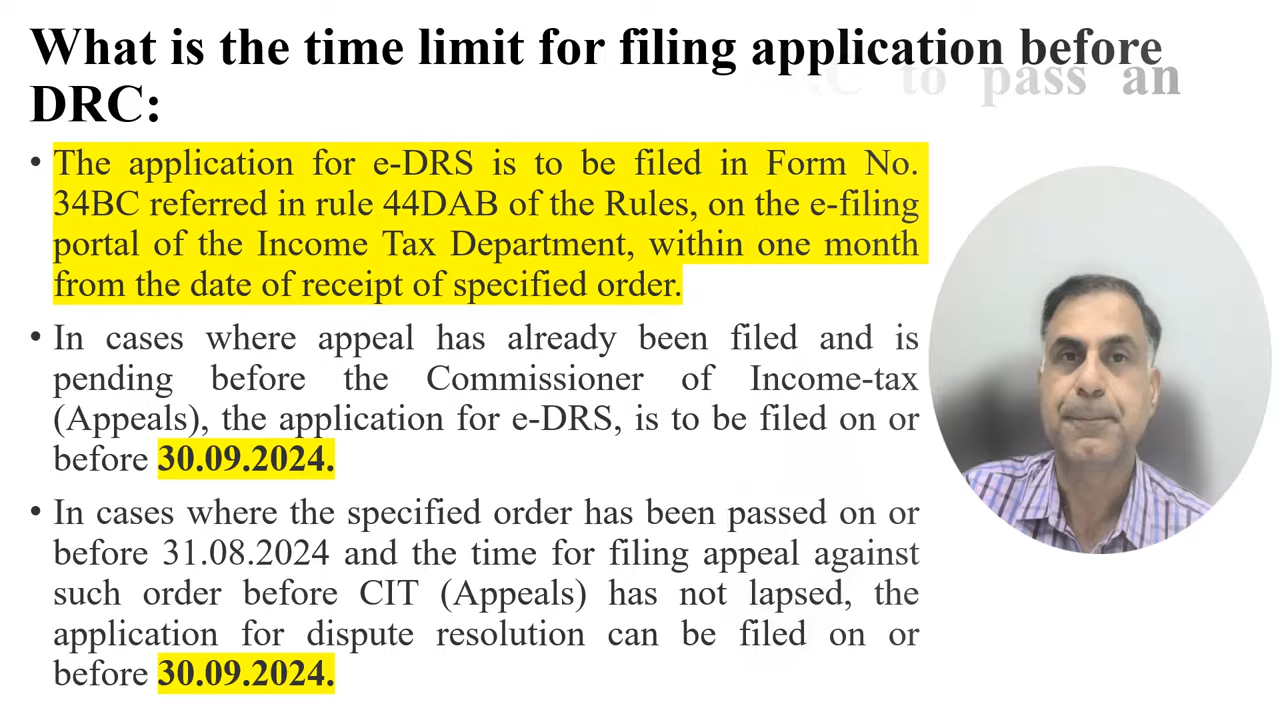 What is the time limit for filing application before
to pass an
DRC:
• The application for e-DRS is to be filed in Form No.
34BC referred in rule 44DAB of the Rules, on the e-filing
portal of the Income Tax Department, within one month
from the date of receipt of specified order.
• In cases where appeal has already been filed and is
pending before the Commissioner of Income-tax
(Appeals), the application for e-DRS, is to be filed on or
before 30.09.2024.
• In cases where the specified order has been passed on or
before 31.08.2024 and the time for filing appeal against
such order before CIT (Appeals) has not lapsed, the
application for dispute resolution can be filed on or
before 30.09.2024.